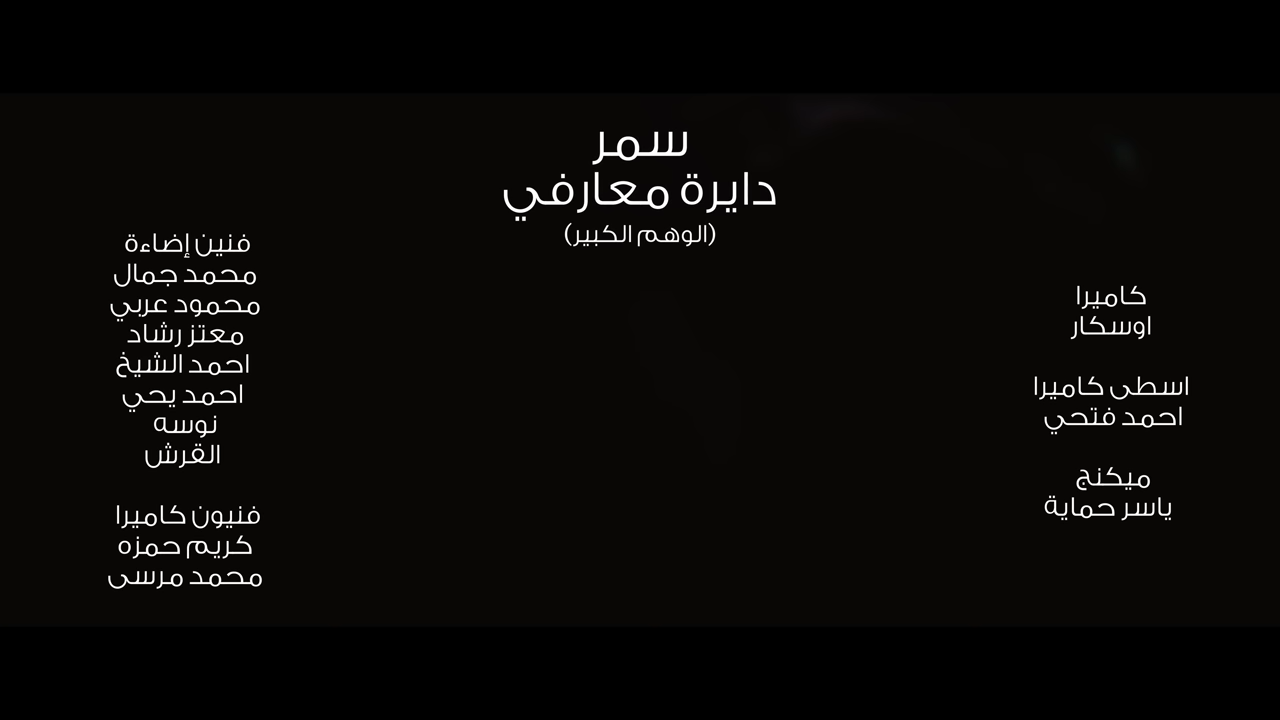 سمر
دايرة معارفي
(الوهم الكبير)
كاميرا
اوسكار
اسطى كاميرا
احمد فتحي
ميكنج
ياسر حماية
فنين إضاءة
محمد جمال
محمود عربي
معتز رشاد
احمد الشيخ
احمد يحي
نوسه
القرش
فنيون كاميرا
كريم حمزه
محمد مرسى